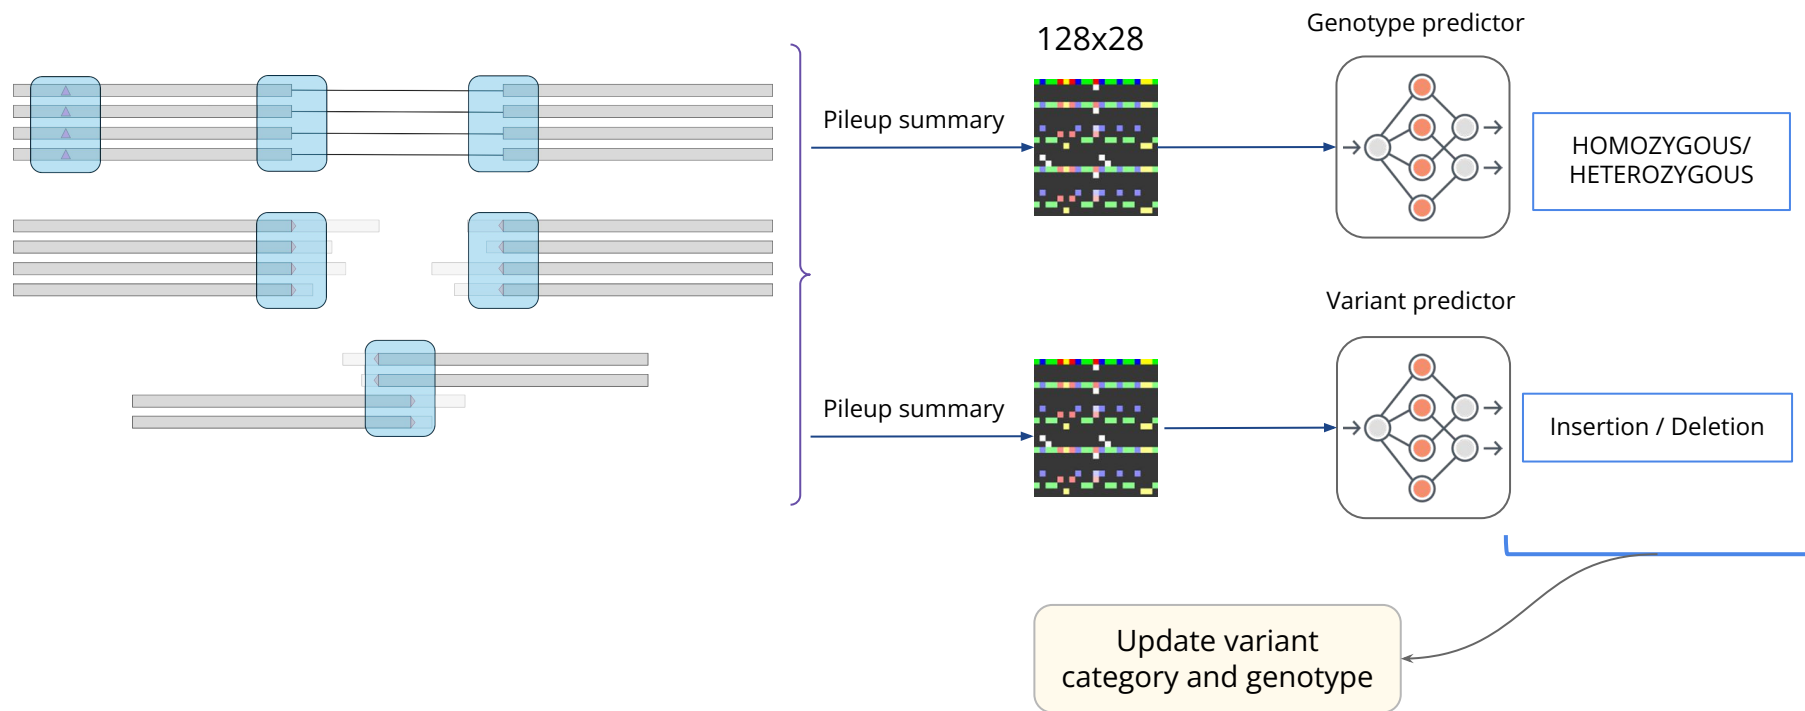 Genotype predictor
128x28
Pileup summary
HOMOZYGOUS/
HETEROZYGOUS
Variant predictor
Pileup summary
Insertion / Deletion
Update variant
category and genotype